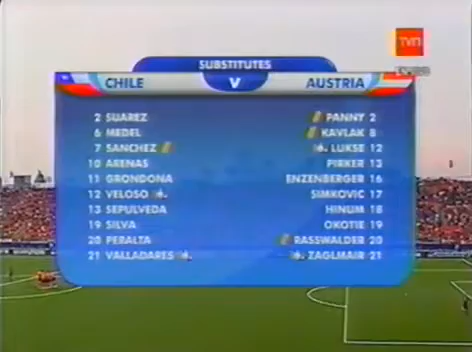 TVN
SUBSTITUTES
CHILE V AUSTRIA
2 SUAREZ PANNY 2
6 MEDEL KAVLAK 8
7 SANCHEZ LUKSE 12
10 ARENAS PIRKER 13
11 GRONDONA ENZENBERGER 16
12 VELOSO SIMKOVIC 17
13 SEPULVEDA HINUM 18
19 SILVA OKOTIE 19
20 PERALTA RASSWALDER 20
21 VALLADARES ZAGLMAIR 21